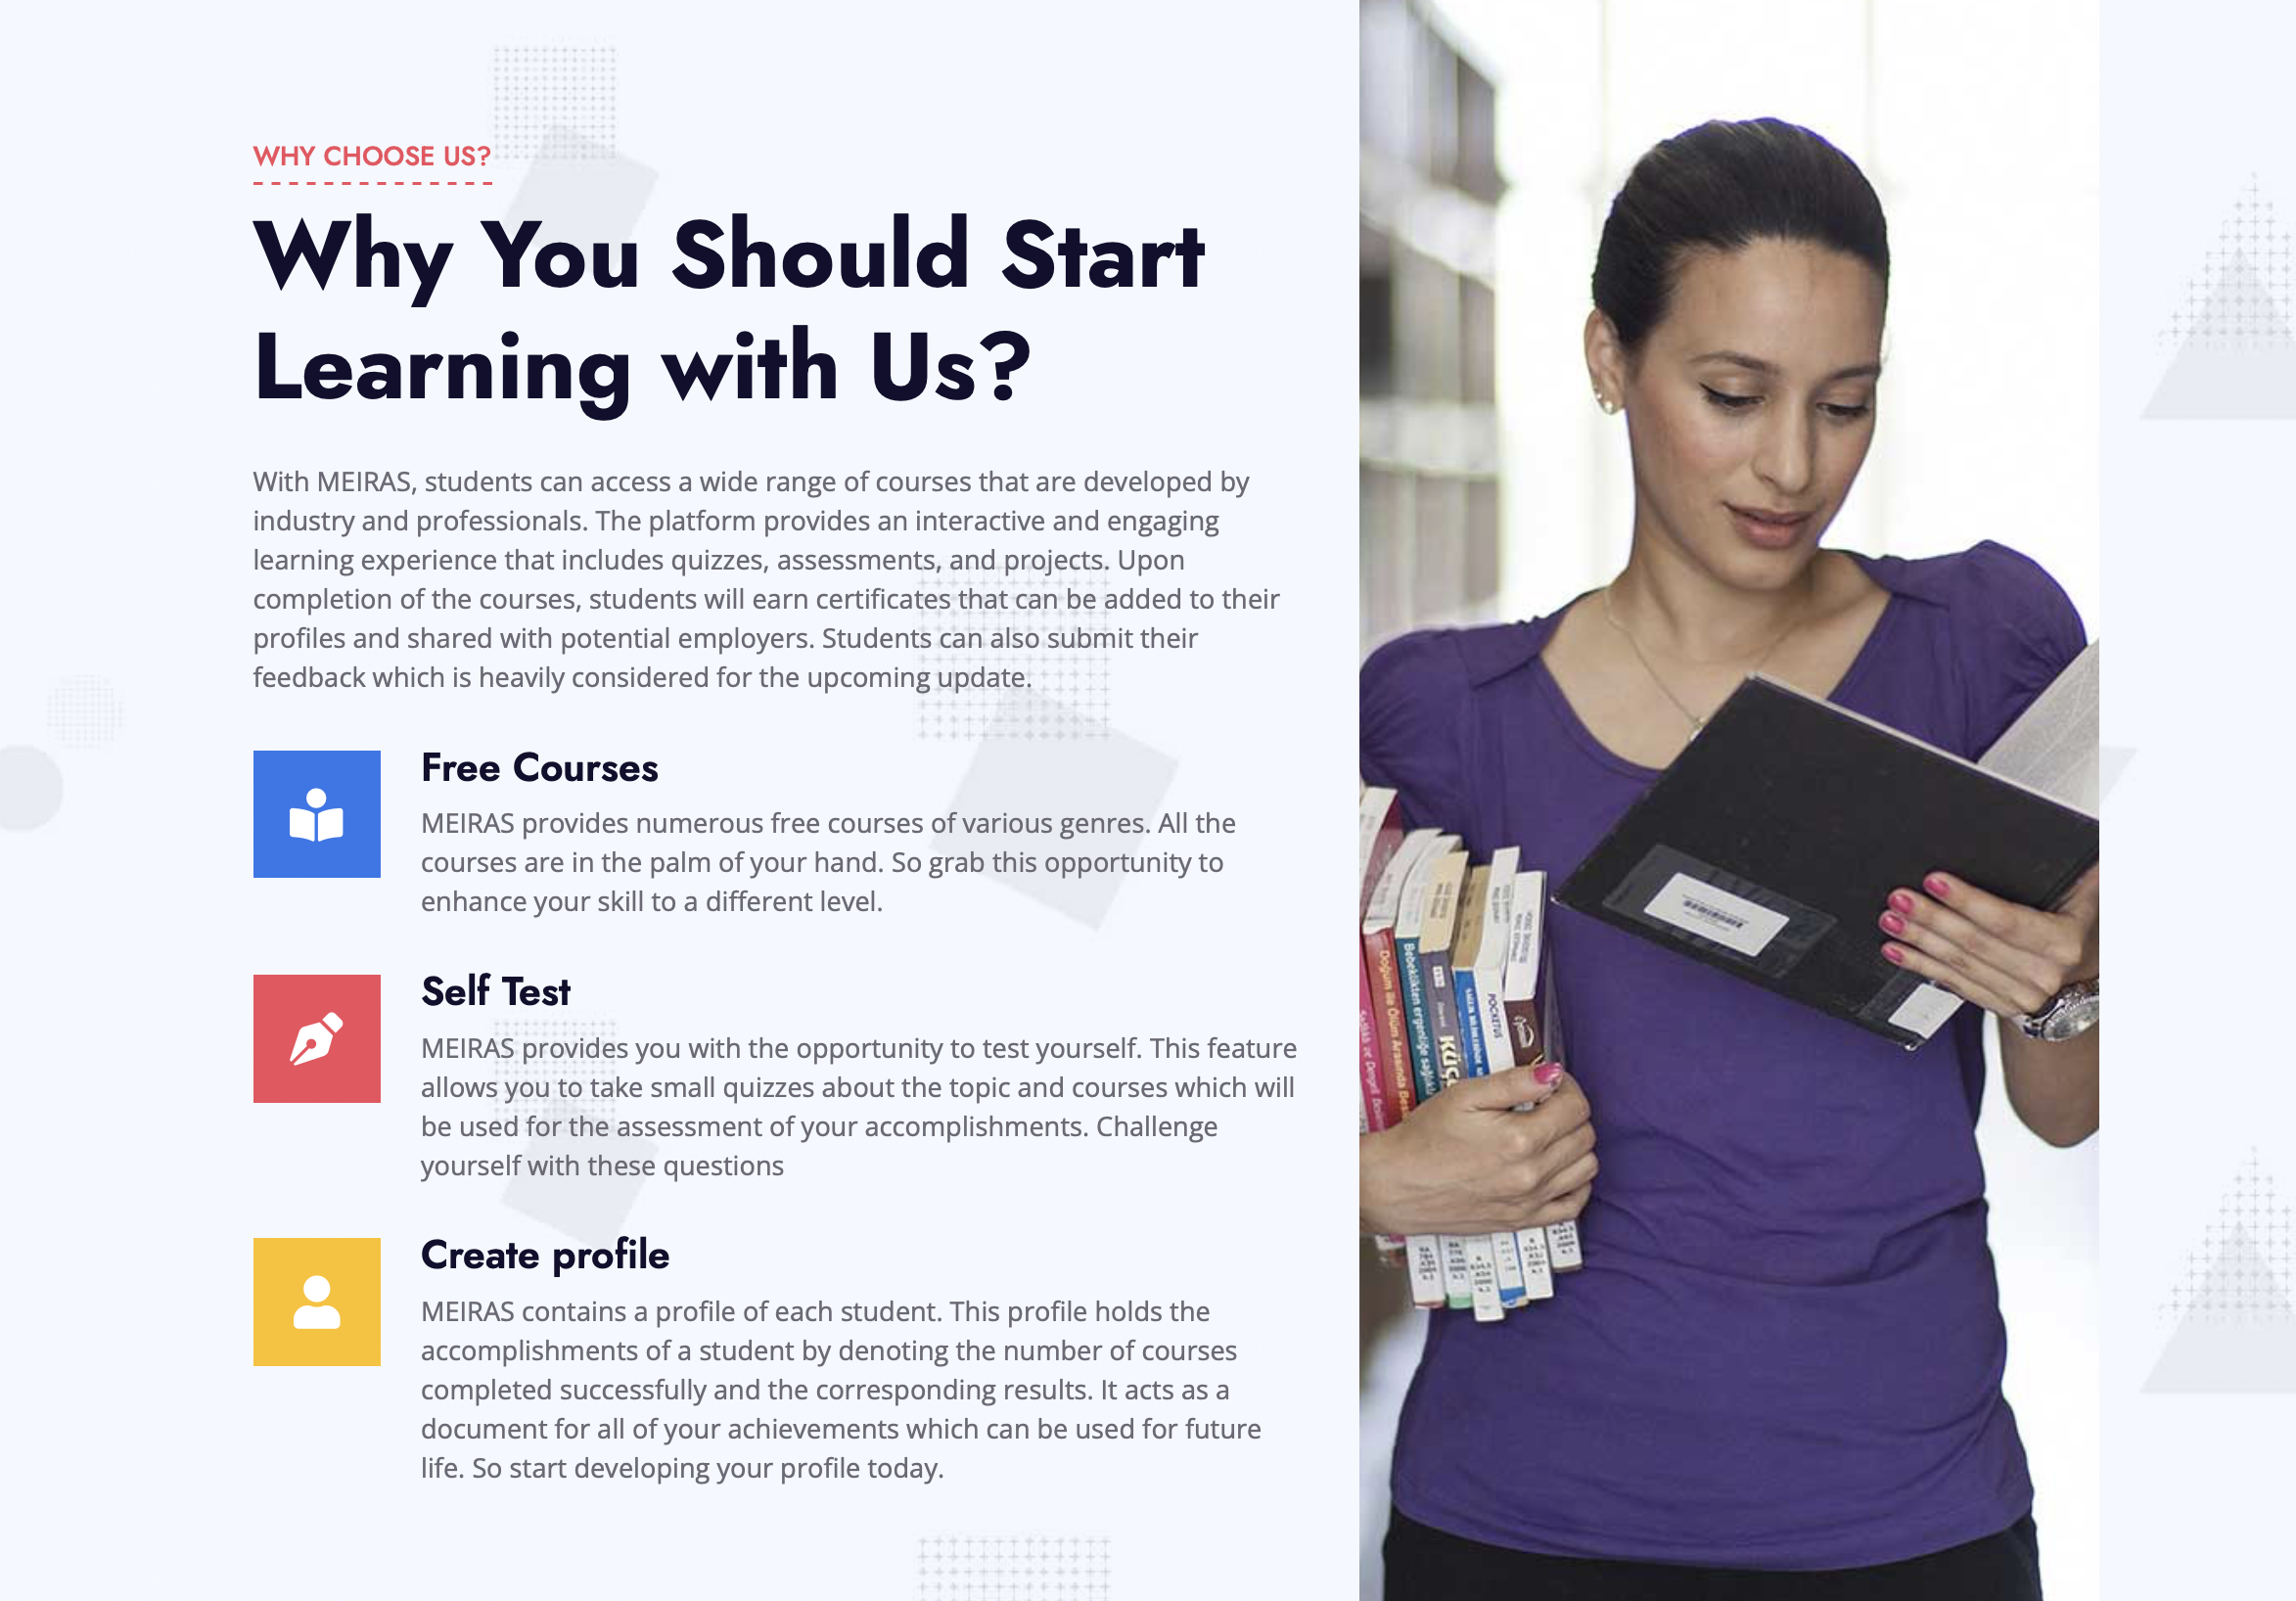 WHY CHOOSE US?
Why You Should Start
Learning with Us?
With MEIRAS, students can access a wide range of courses that are developed by
industry and professionals. The platform provides an interactive and engaging
learning experience that includes quizzes, assessments, and projects. Upon
completion of the courses, students will earn certificates that can be added to their
profiles and shared with potential employers. Students can also submit their
feedback which is heavily considered for the upcoming update.
Free Courses
MEIRAS provides numerous free courses of various genres. All the
courses are in the palm of your hand. So grab this opportunity to
enhance your skill to a different level.
Self Test
MEIRAS provides you with the opportunity to test yourself. This feature
allows you to take small quizzes about the topic and courses which will
be used for the assessment of your accomplishments. Challenge
yourself with these questions
Create profile
MEIRAS contains a profile of each student. This profile holds the
accomplishments of a student by denoting the number of courses
completed successfully and the corresponding results. It acts as a
document for all of your achievements which can be used for future
life. So start developing your profile today.
Doğum ile Ölüm Arasında
Bebeklikten ergenliğe
POCKETUS